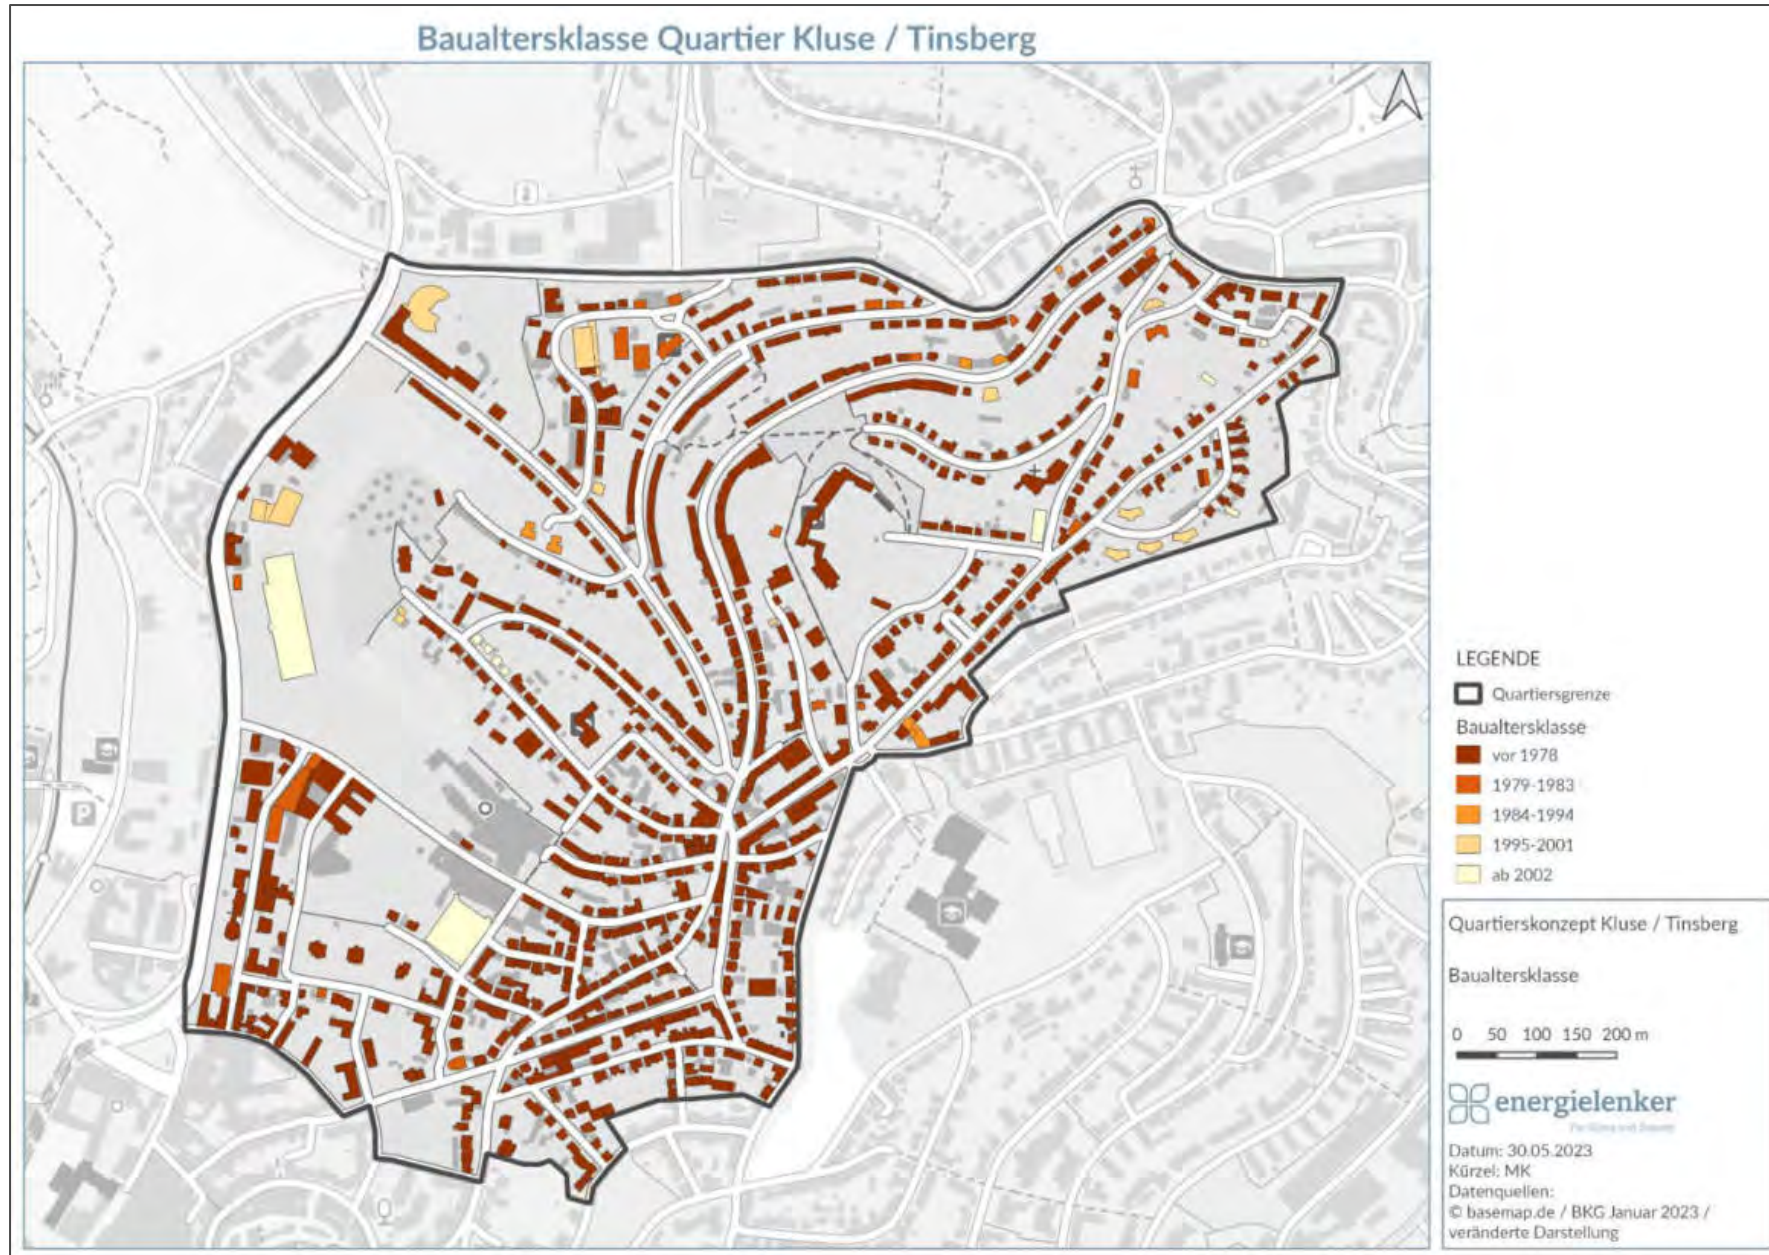 Baualtersklasse Quartier Kluse / Tinsberg
LEGENDE
Quartiersgrenze
Baualtersklasse
vor 1978
1979-1983
1984-1994
1995-2001
ab 2002
Quartierskonzept Kluse / Tinsberg
Baualtersklasse
0 50 100 150 200 m
energielenker
Datum: 30.05.2023
Kürzel: MK
Datenquellen:
© basemap.de / BKG Januar 2023 /
veränderte Darstellung
P